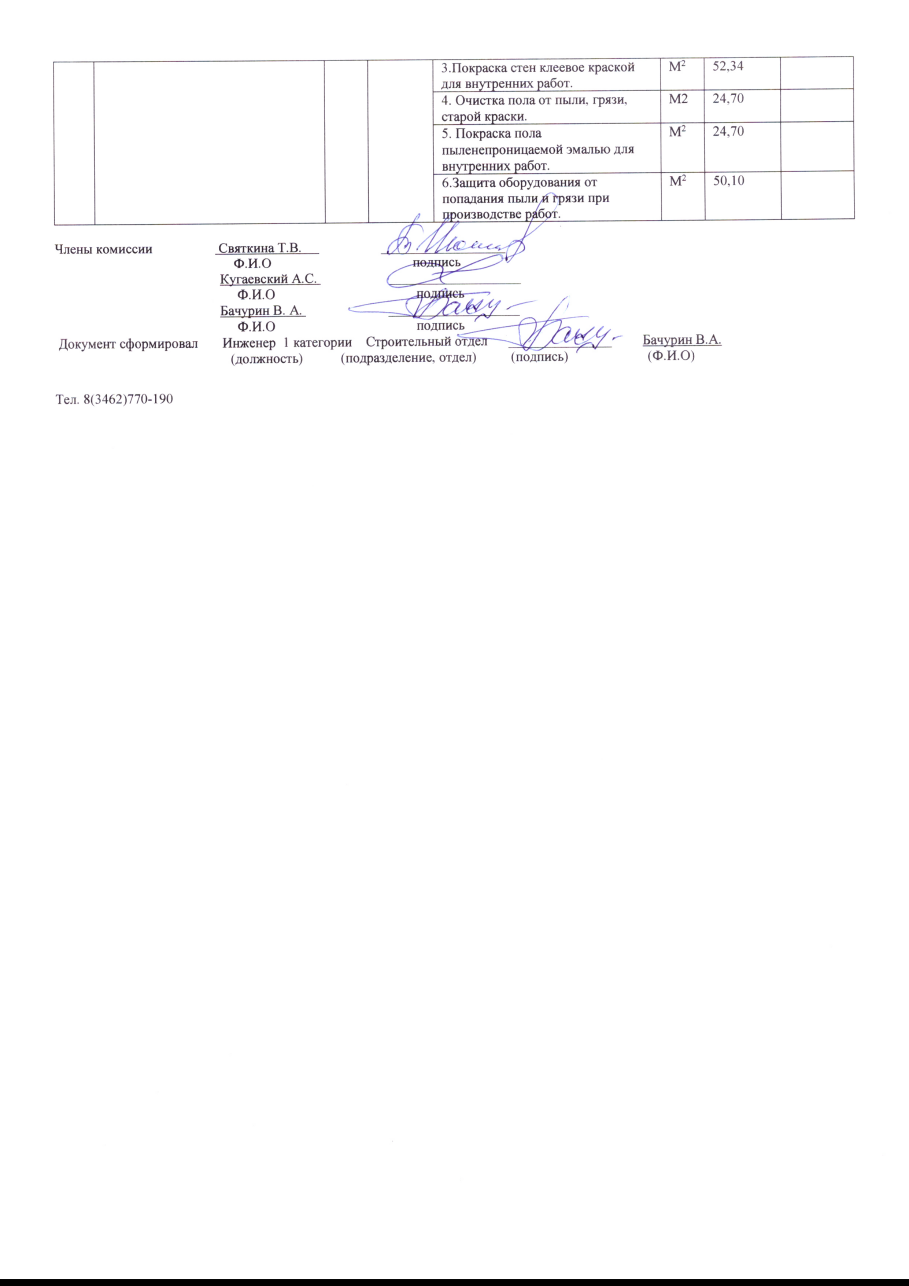 3.Покраска стен клеевое краской М² 52,34
для внутренних работ.
4. Очистка пола от пыли, грязи, М2 24,70
старой краски.
5. Покраска пола М² 24,70
пыленепроницаемой эмалью для
внутренних работ.
6.Защита оборудования от М² 50,10
попадания пыли и грязи при
производстве работ.
Члены комиссии Святкина Т.В.
Ф.И.О подпись
Кугаевский А.С.
Ф.И.О подпись
Бачурин В. А.
Ф.И.О подпись
Документ сформировал Инженер 1 категории Строительный отдел Бачурин В.А.
(должность) (подразделение, отдел) (подпись) (Ф.И.О)
Тел. 8(3462)770-190